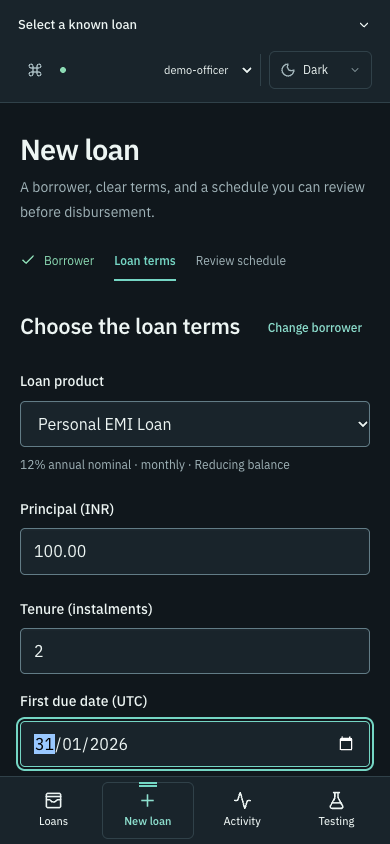 Select a known loan
demo-officer
Dark
New loan
A borrower, clear terms, and a schedule you can review
before disbursement.
Borrower
Loan terms
Review schedule
Choose the loan terms
Change borrower
Loan product
Personal EMI Loan
12% annual nominal · monthly · Reducing balance
Principal (INR)
100.00
Tenure (instalments)
2
First due date (UTC)
31/01/2026
Loans
New loan
Activity
Testing